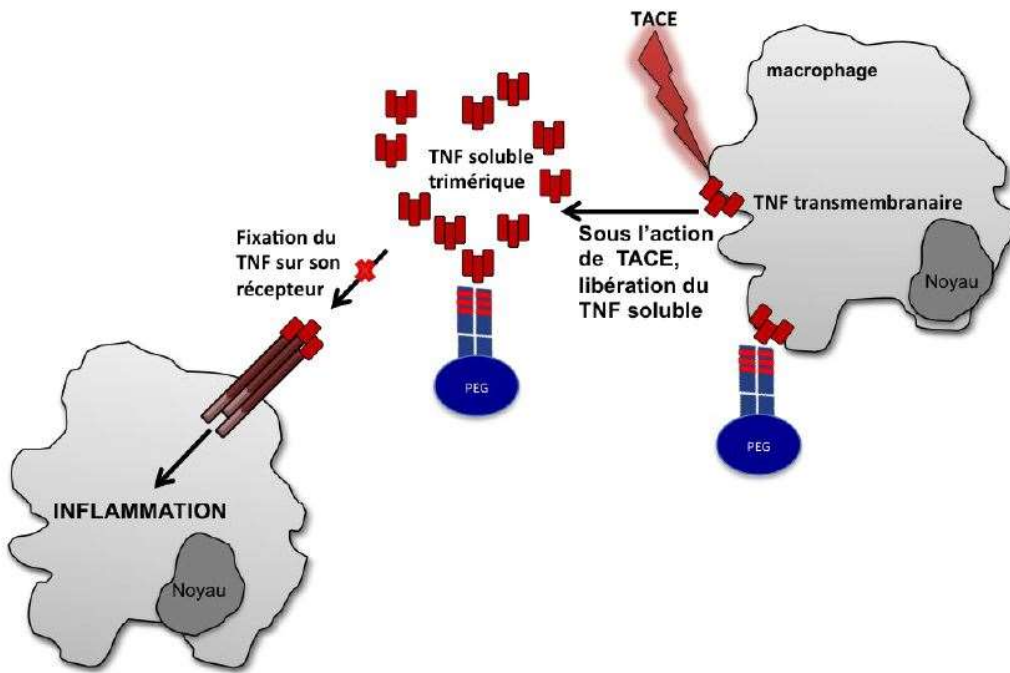 TACE
macrophage
TNF soluble
trimérique
TNF transmembranaire
Sous l'action
de TACE,
libération du
TNF soluble
Fixation du
TNF sur son
récepteur
Noyau
PEG
PEG
INFLAMMATION
Noyau